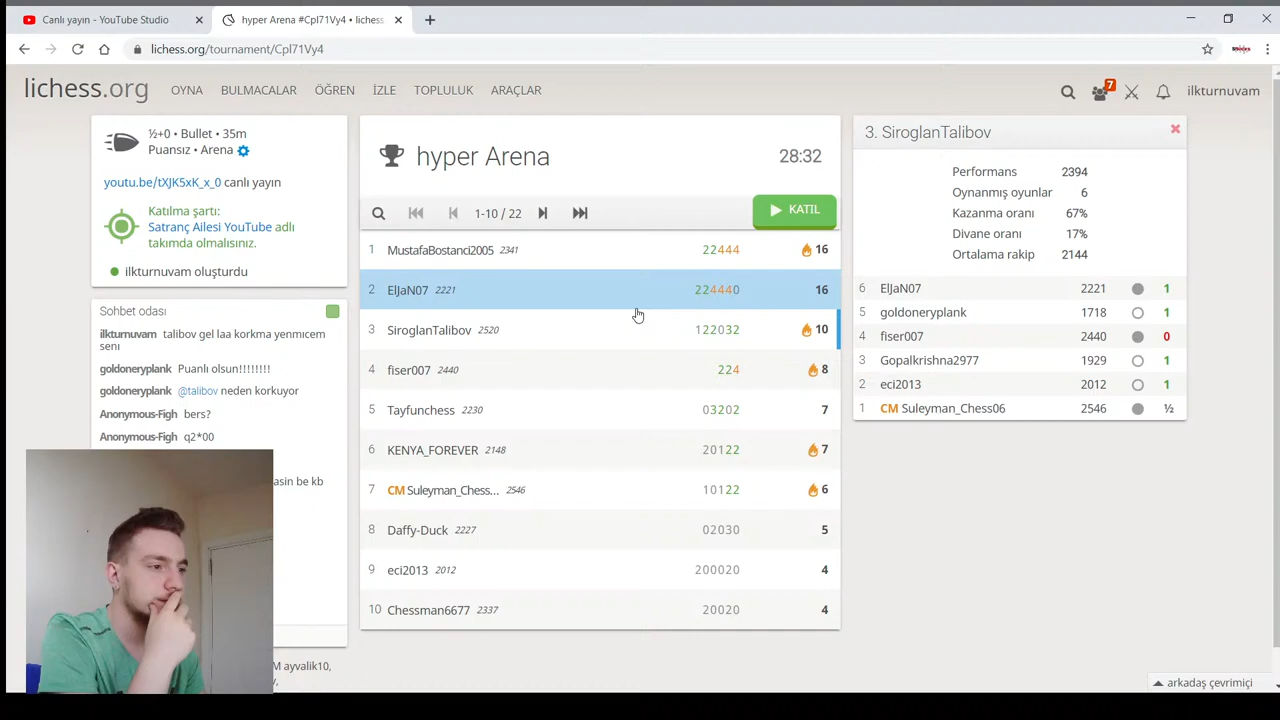 Canlı yayın - YouTube Studio
hyper Arena #Cpl71Vy4 • lichess.
lichess.org/tournament/Cpl71Vy4
lichess.org
OYNA
BULMACALAR
ÖĞREN
İZLE
TOPLULUK
ARAÇLAR
7
ilkturnuvam
½+0 • Bullet • 35m
Puansız • Arena
youtu.be/tXJK5xK_x_0 canlı yayın
Katılma şartı:
Satranç Ailesi YouTube adlı
takımda olmalısınız.
ilkturnuvam oluşturdu
Sohbet odası
ilkturnuvam talibov gel laa korkma yenmıcem
senı
goldoneryplank Puanlı olsun!!!!!!!!
goldoneryplank @talibov neden korkuyor
Anonymous-Figh bers?
Anonymous-Figh q2*00
asin be kb
M ayvalik10,
hyper Arena
28:32
1-10 / 22
KATIL
1 MustafaBostanci2005 2341 22444 16
2 ElJaN07 2221 224440 16
3 SiroglanTalibov 2520 122032 10
4 fiser007 2440 224 8
5 Tayfunchess 2230 03202 7
6 KENYA_FOREVER 2148 20122 7
7 CM Suleyman_Chess... 2546 10122 6
8 Daffy-Duck 2227 02030 5
9 eci2013 2012 200020 4
10 Chessman6677 2337 20020 4
3. SiroglanTalibov
Performans 2394
Oynanmış oyunlar 6
Kazanma oranı 67%
Divane oranı 17%
Ortalama rakip 2144
6 ElJaN07 2221 1
5 goldoneryplank 1718 1
4 fiser007 2440 0
3 Gopalkrishna2977 1929 1
2 eci2013 2012 1
1 CM Suleyman_Chess06 2546 ½
arkadaş çevrimiçi